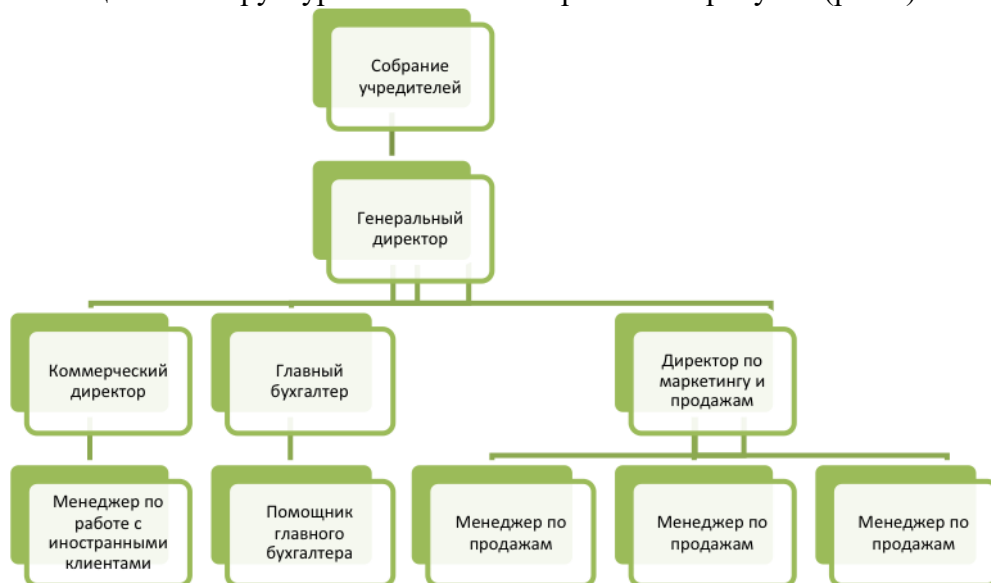 Собрание
учредителей
Генеральный
директор
Коммерческий
директор
Главный
бухгалтер
Директор по
маркетингу и
продажам
Менеджер по
работе с
иностранными
клиентами
Помощник
главного
бухгалтера
Менеджер по
продажам
Менеджер по
продажам
Менеджер по
продажам